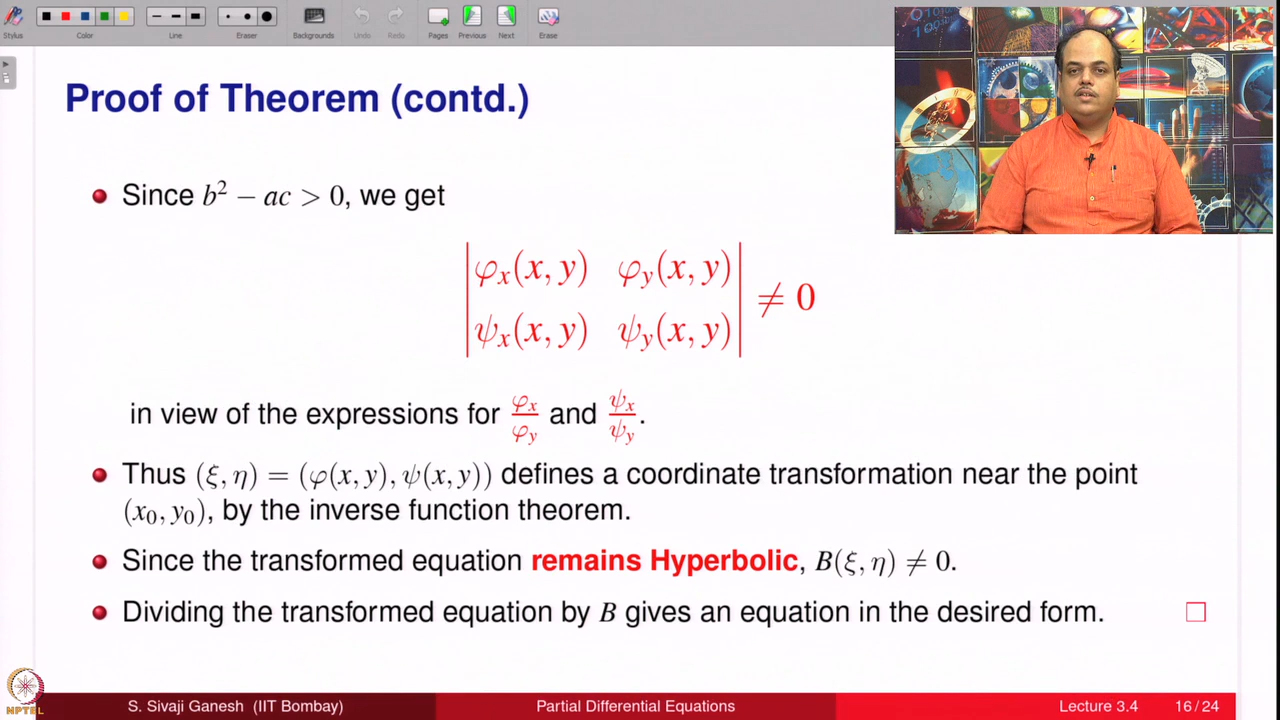 Stylus Color Line Eraser Backgrounds Undo Redo Pages Previous Next Erase
Proof of Theorem (contd.)
Since b² − ac > 0, we get
|φₓ(x, y) φᵧ(x, y)|
|ψₓ(x, y) ψᵧ(x, y)| ≠ 0
in view of the expressions for φₓ/φᵧ and ψₓ/ψᵧ.
Thus (ξ, η) = (φ(x, y), ψ(x, y)) defines a coordinate transformation near the point
(x₀, y₀), by the inverse function theorem.
Since the transformed equation remains Hyperbolic, B(ξ, η) ≠ 0.
Dividing the transformed equation by B gives an equation in the desired form. □
NPTEL
S. Sivaji Ganesh (IIT Bombay) Partial Differential Equations Lecture 3.4 16 / 24